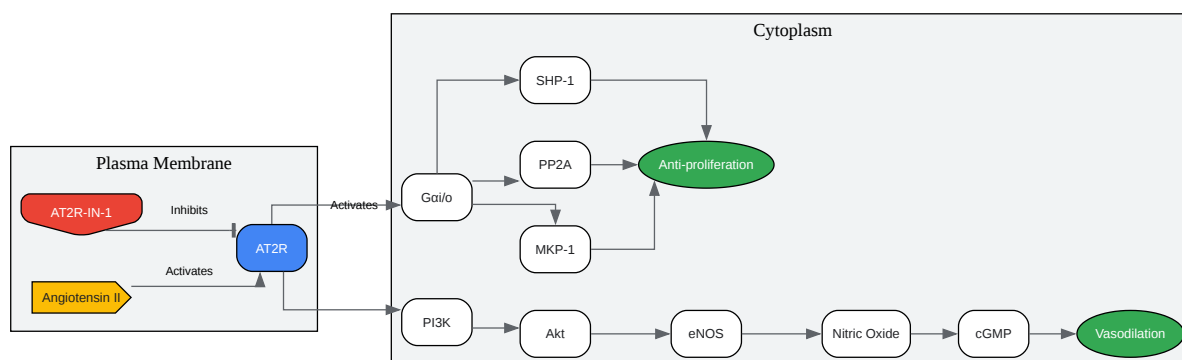 Cytoplasm
SHP-1
Plasma Membrane
PP2A
Anti-proliferation
AT2R-IN-1
Inhibits
Activates
Gαi/o
AT2R
MKP-1
Activates
Angiotensin II
PI3K
Akt
eNOS
Nitric Oxide
cGMP
Vasodilation